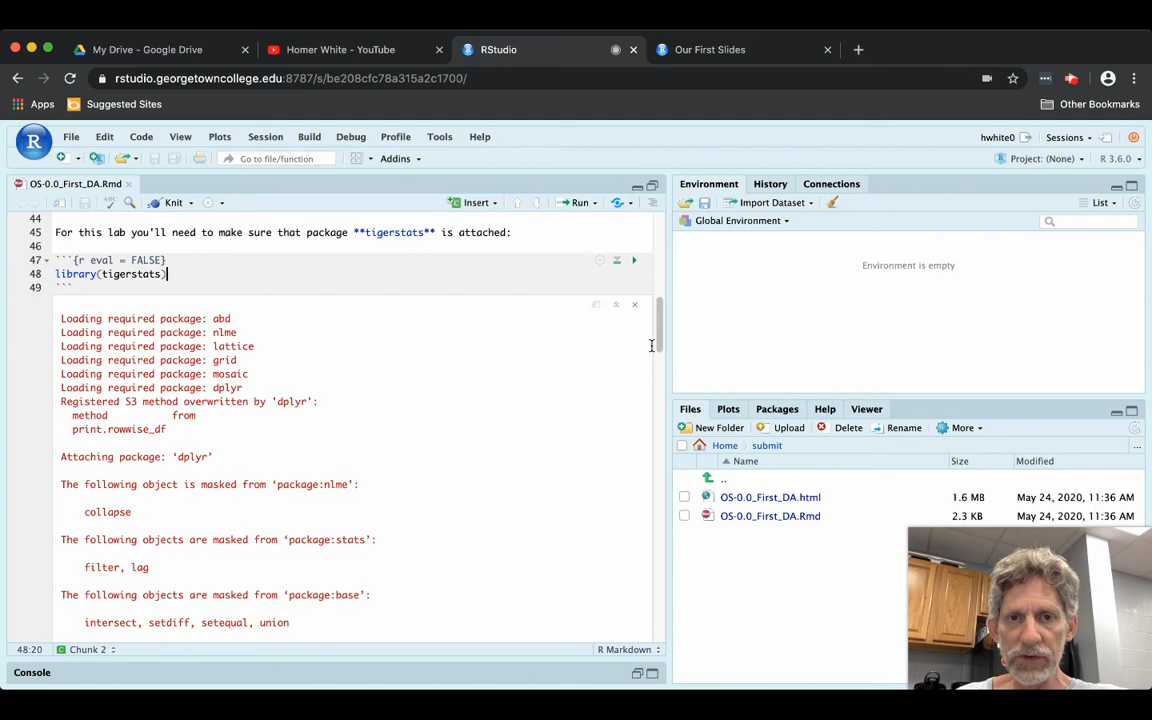 My Drive - Google Drive
Homer White - YouTube
RStudio
Our First Slides
rstudio.georgetowncollege.edu:8787/s/be208cfc78a315a2c1700/
Apps
Suggested Sites
Other Bookmarks
R
File Edit Code View Plots Session Build Debug Profile Tools Help
hwhite0
Sessions
Go to file/function
Addins
Project: (None)
R 3.6.0
OS-0.0_First_DA.Rmd
ABC
Knit
Insert
Run
44
45 For this lab you'll need to make sure that package **tigerstats** is attached:
46
47 ```{r eval = FALSE}
48 library(tigerstats)
49 ```
Loading required package: abd
Loading required package: nlme
Loading required package: lattice
Loading required package: grid
Loading required package: mosaic
Loading required package: dplyr
Registered S3 method overwritten by 'dplyr':
method from
print.rowwise_df
Attaching package: ‘dplyr’
The following object is masked from ‘package:nlme’:
collapse
The following objects are masked from ‘package:stats’:
filter, lag
The following objects are masked from ‘package:base’:
intersect, setdiff, setequal, union
48:20
Chunk 2
R Markdown
Console
Environment History Connections
Import Dataset
List
Global Environment
Environment is empty
Files Plots Packages Help Viewer
New Folder Upload Delete Rename More
Home submit
...
Name Size Modified
..
OS-0.0_First_DA.html 1.6 MB May 24, 2020, 11:36 AM
OS-0.0_First_DA.Rmd 2.3 KB May 24, 2020, 11:36 AM